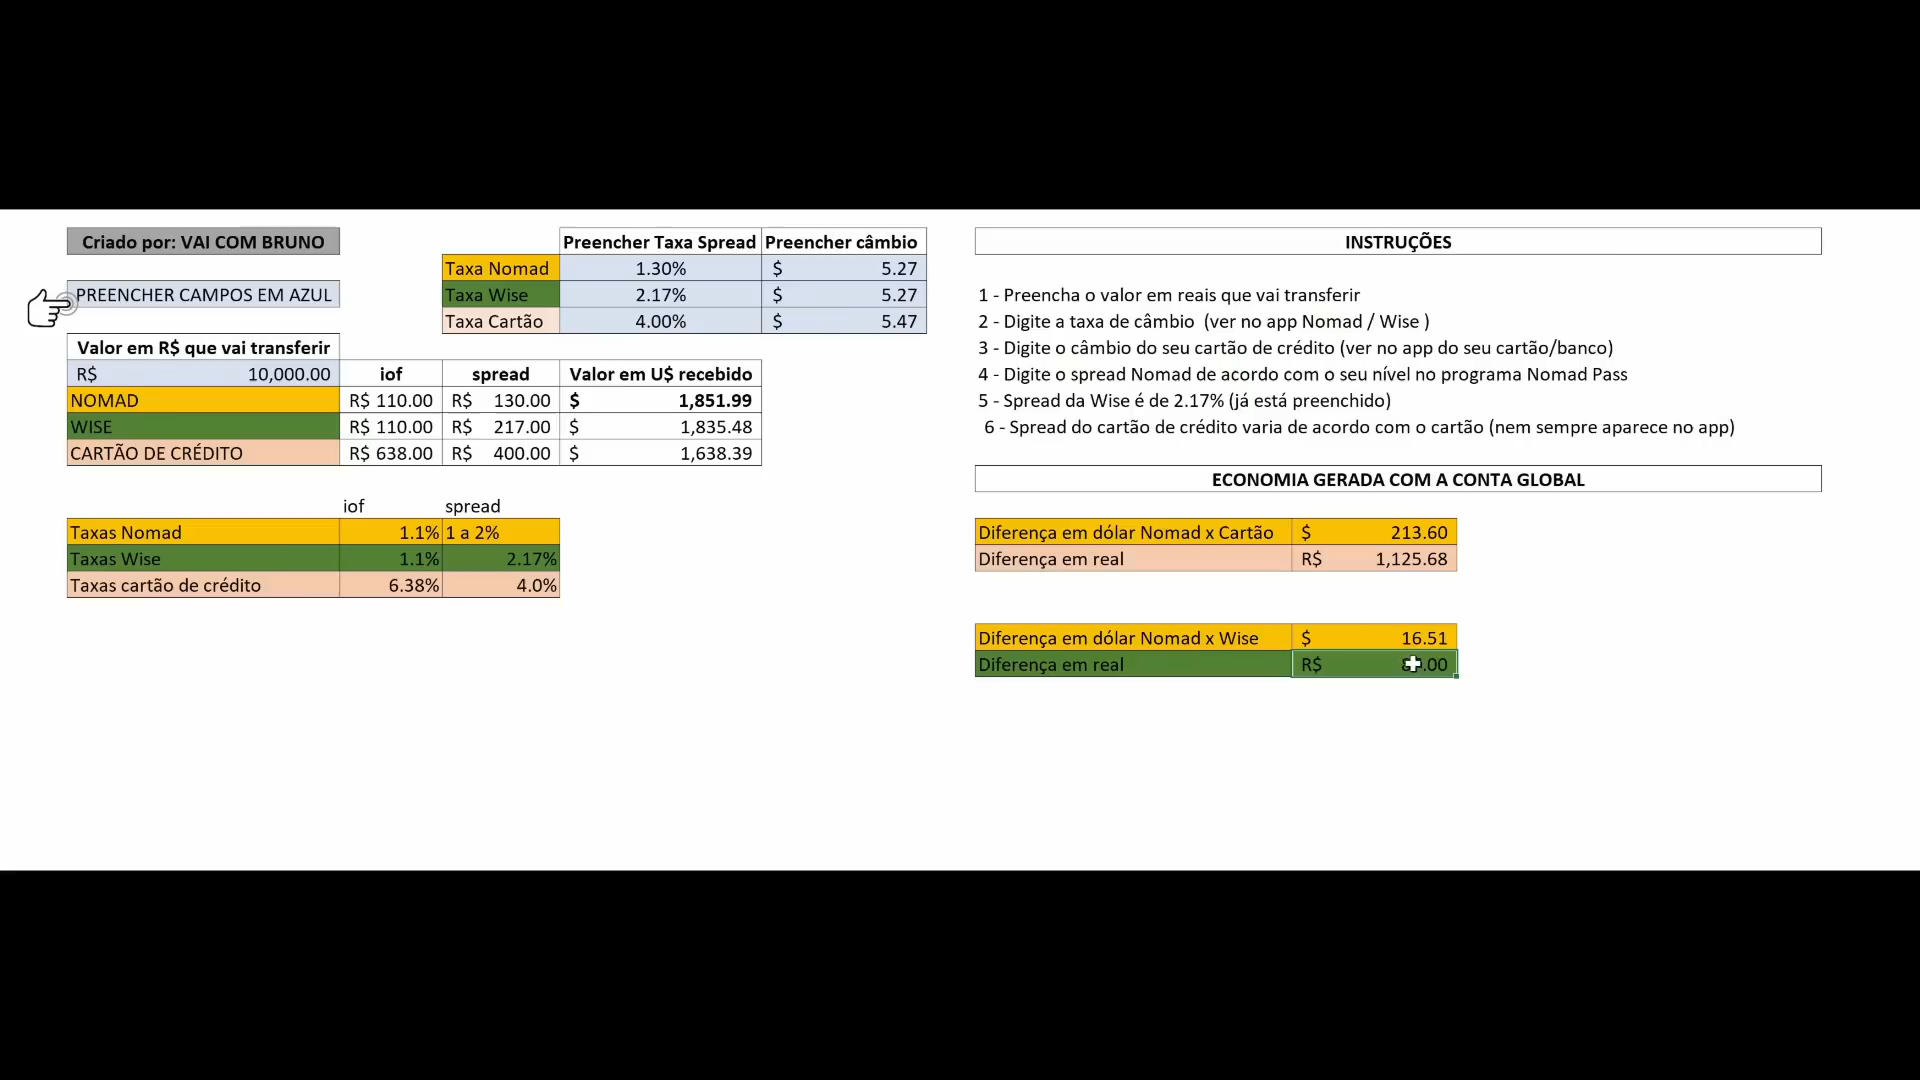 Criado por: VAI COM BRUNO
PREENCHER CAMPOS EM AZUL
Preencher Taxa Spread Preencher câmbio
Taxa Nomad 1.30% $ 5.27
Taxa Wise 2.17% $ 5.27
Taxa Cartão 4.00% $ 5.47
Valor em R$ que vai transferir
R$ 10,000.00 iof spread Valor em U$ recebido
NOMAD R$ 110.00 R$ 130.00 $ 1,851.99
WISE R$ 110.00 R$ 217.00 $ 1,835.48
CARTÃO DE CRÉDITO R$ 638.00 R$ 400.00 $ 1,638.39
iof spread
Taxas Nomad 1.1% 1 a 2%
Taxas Wise 1.1% 2.17%
Taxas cartão de crédito 6.38% 4.0%
INSTRUÇÕES
1 - Preencha o valor em reais que vai transferir
2 - Digite a taxa de câmbio (ver no app Nomad / Wise )
3 - Digite o câmbio do seu cartão de crédito (ver no app do seu cartão/banco)
4 - Digite o spread Nomad de acordo com o seu nível no programa Nomad Pass
5 - Spread da Wise é de 2.17% (já está preenchido)
6 - Spread do cartão de crédito varia de acordo com o cartão (nem sempre aparece no app)
ECONOMIA GERADA COM A CONTA GLOBAL
Diferença em dólar Nomad x Cartão $ 213.60
Diferença em real R$ 1,125.68
Diferença em dólar Nomad x Wise $ 16.51
Diferença em real R$